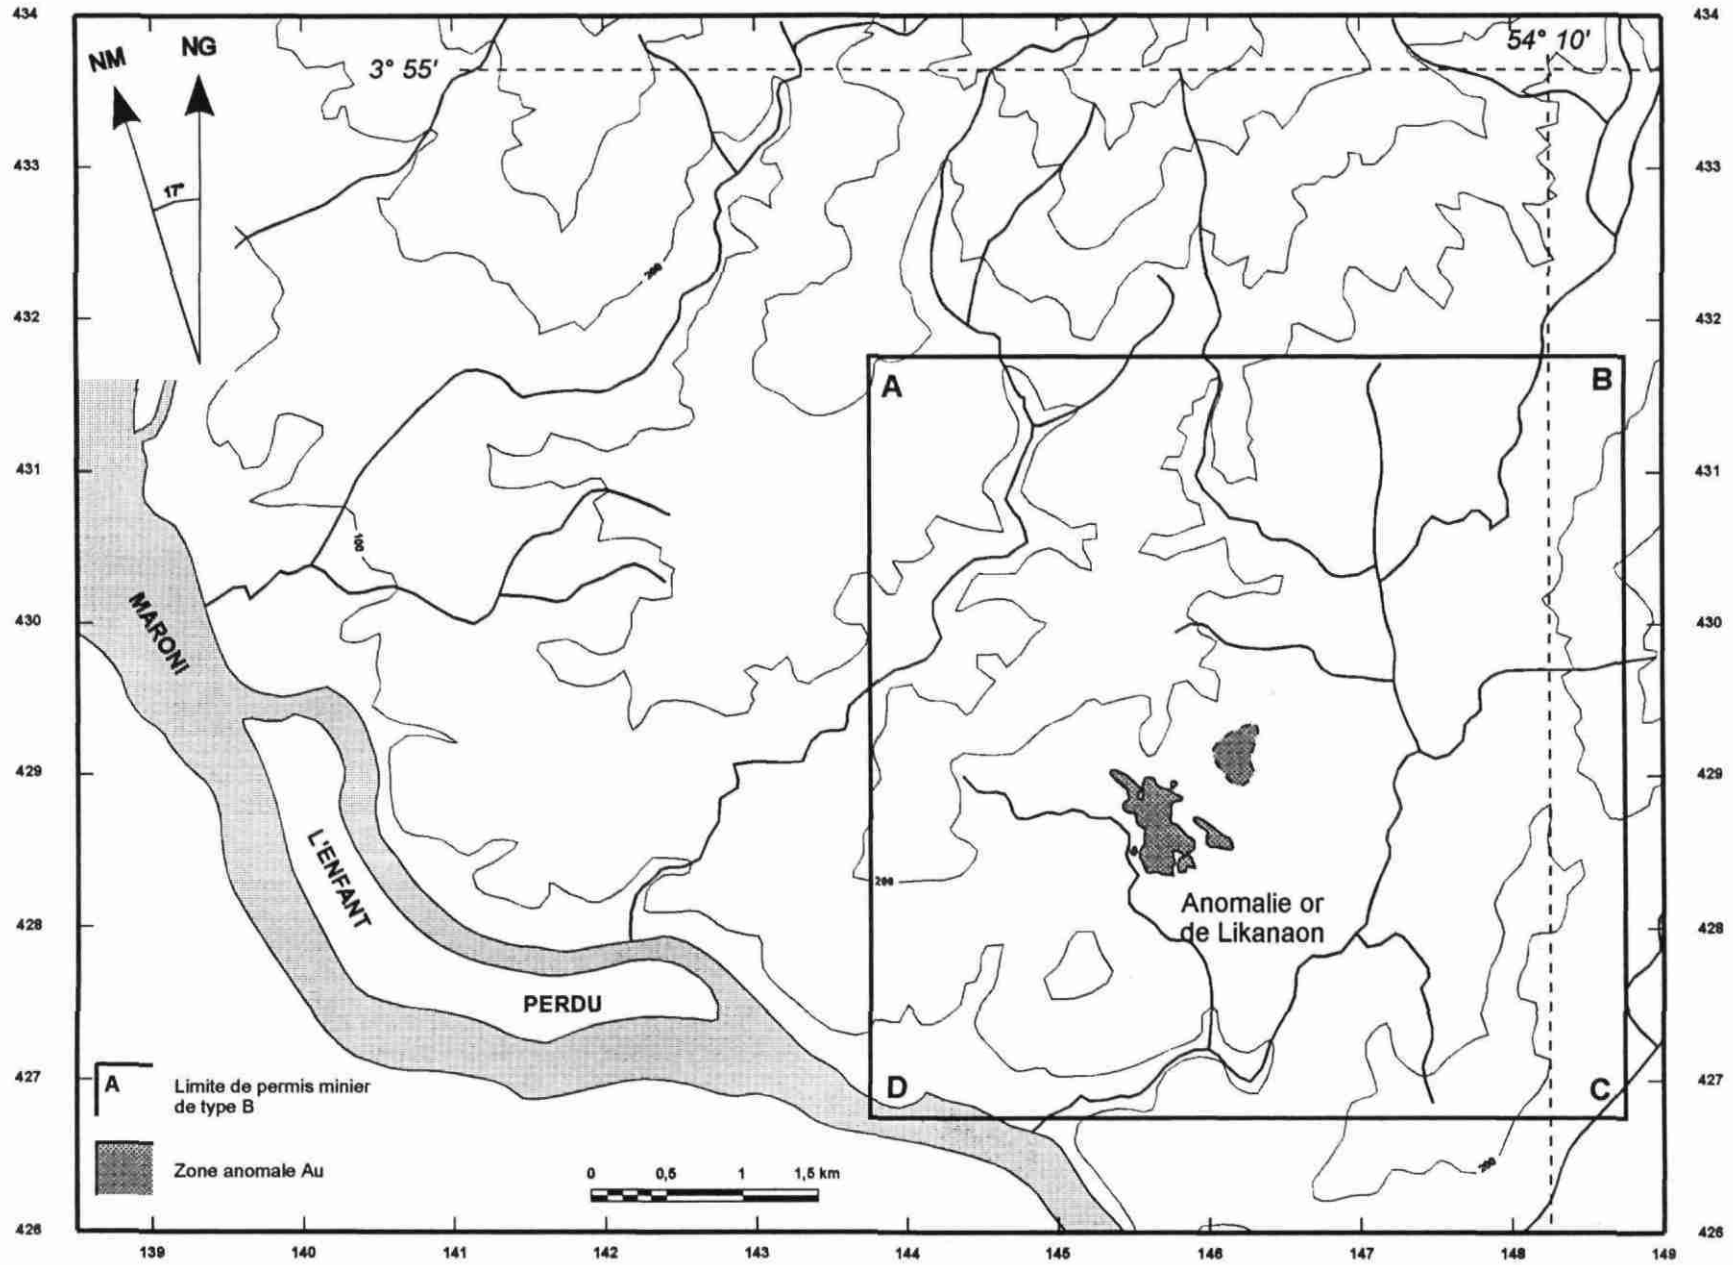 434
434
NM
NG
3° 55'
54° 10'
17°
433
433
200
432
432
A
B
431
431
100
430
430
MARONI
429
429
L'ENFANT
200
Anomalie or
de Likanaon
428
428
PERDU
427
427
A
Limite de permis minier
de type B
D
C
Zone anomale Au
200
0
0,5
1
1,5 km
426
426
139
140
141
142
143
144
145
146
147
148
149